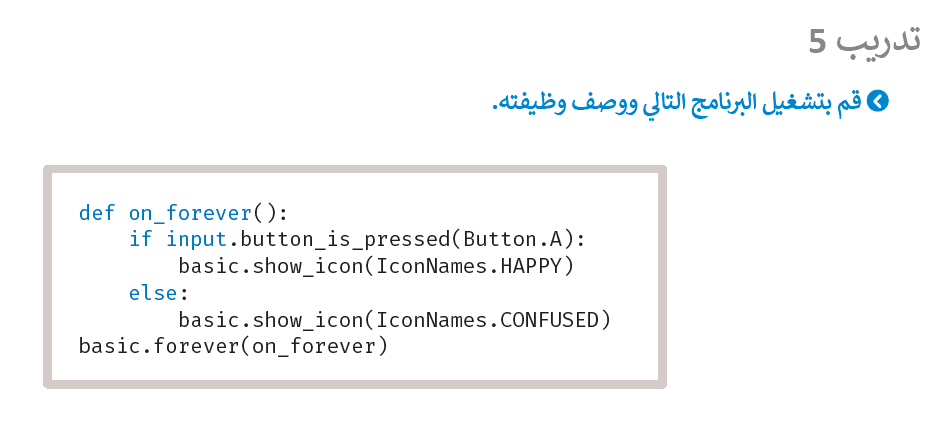 تدريب 5
قم بتشغيل البرنامج التالي ووصف وظيفته.
def on_forever():
    if input.button_is_pressed(Button.A):
        basic.show_icon(IconNames.HAPPY)
    else:
        basic.show_icon(IconNames.CONFUSED)
basic.forever(on_forever)